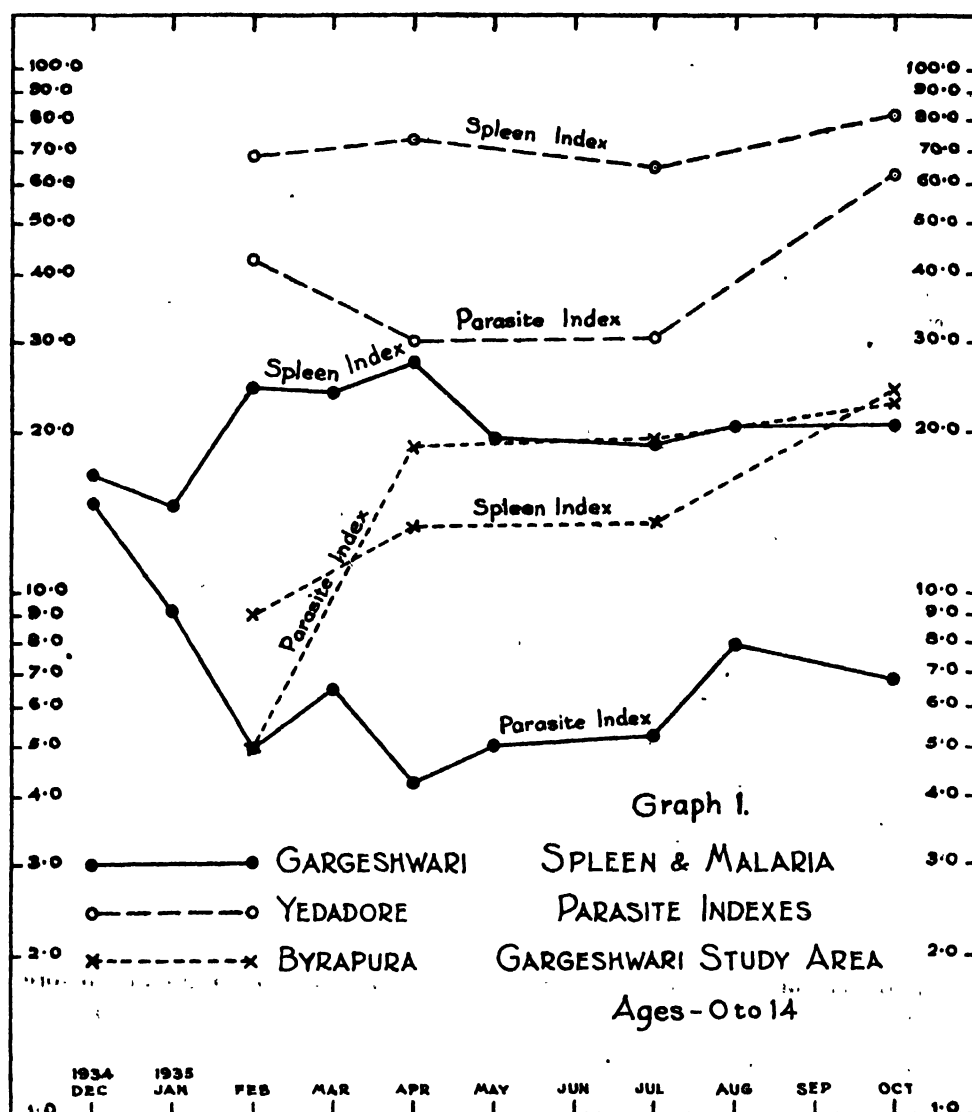 100·0 100·0
90·0 90·0
80·0 80·0
70·0 70·0
60·0 60·0
50·0 50·0
40·0 40·0
30·0 30·0
20·0 20·0
10·0 10·0
9·0 9·0
8·0 8·0
7·0 7·0
6·0 6·0
5·0 5·0
4·0 4·0
3·0 3·0
2·0 2·0
1·0 1·0
Spleen Index
Parasite Index
Spleen Index
Spleen Index
Parasite Index
Parasite Index
Graph 1.
SPLEEN & MALARIA
PARASITE INDEXES
GARGESHWARI STUDY AREA
Ages - 0 to 14
GARGESHWARI
YEDADORE
BYRAPURA
1934 1935
DEC JAN FEB MAR APR MAY JUN JUL AUG SEP OCT